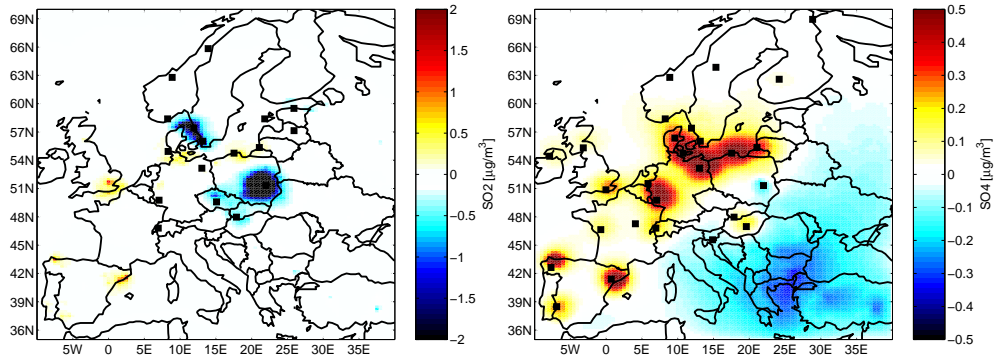 69N
66N
63N
60N
57N
54N
51N
48N
45N
42N
39N
36N
5W 0 5E 10E 15E 20E 25E 30E
2
1.5
1
0.5
0
−0.5
−1
−1.5
−2
SO2 [µg/m³]
69N
66N
63N
60N
57N
54N
51N
48N
45N
42N
39N
36N
5W 0 5E 10E 15E 20E 25E 30E
0.5
0.4
0.3
0.2
0.1
0
−0.1
−0.2
−0.3
−0.4
−0.5
SO4 [µg/m³]